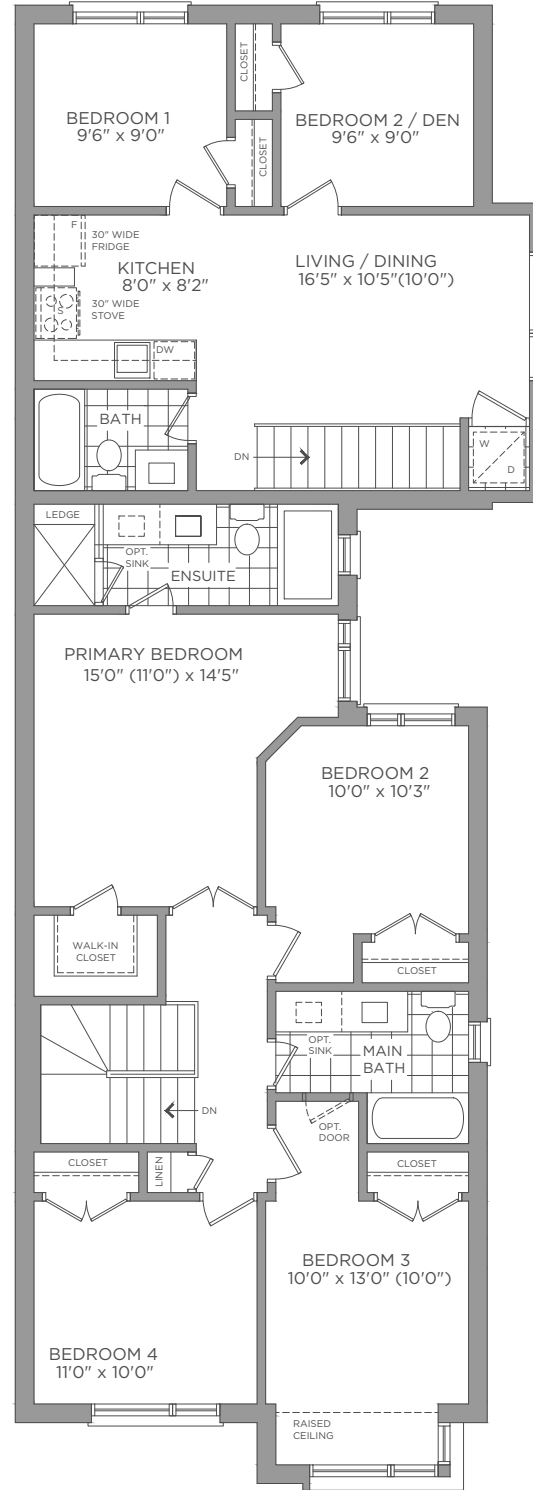 CLOSET
BEDROOM 1
9'6" x 9'0"
BEDROOM 2 / DEN
9'6" x 9'0"
CLOSET
F
30" WIDE
FRIDGE
KITCHEN
8'0" x 8'2"
LIVING / DINING
16'5" x 10'5"(10'0")
S
30" WIDE
STOVE
DW
BATH
DN
W
D
LEDGE
OPT.
SINK
ENSUITE
PRIMARY BEDROOM
15'0" (11'0") x 14'5"
BEDROOM 2
10'0" x 10'3"
WALK-IN
CLOSET
CLOSET
OPT.
SINK
MAIN
BATH
DN
OPT.
DOOR
CLOSET
LINEN
CLOSET
BEDROOM 3
10'0" x 13'0" (10'0")
BEDROOM 4
11'0" x 10'0"
RAISED
CEILING